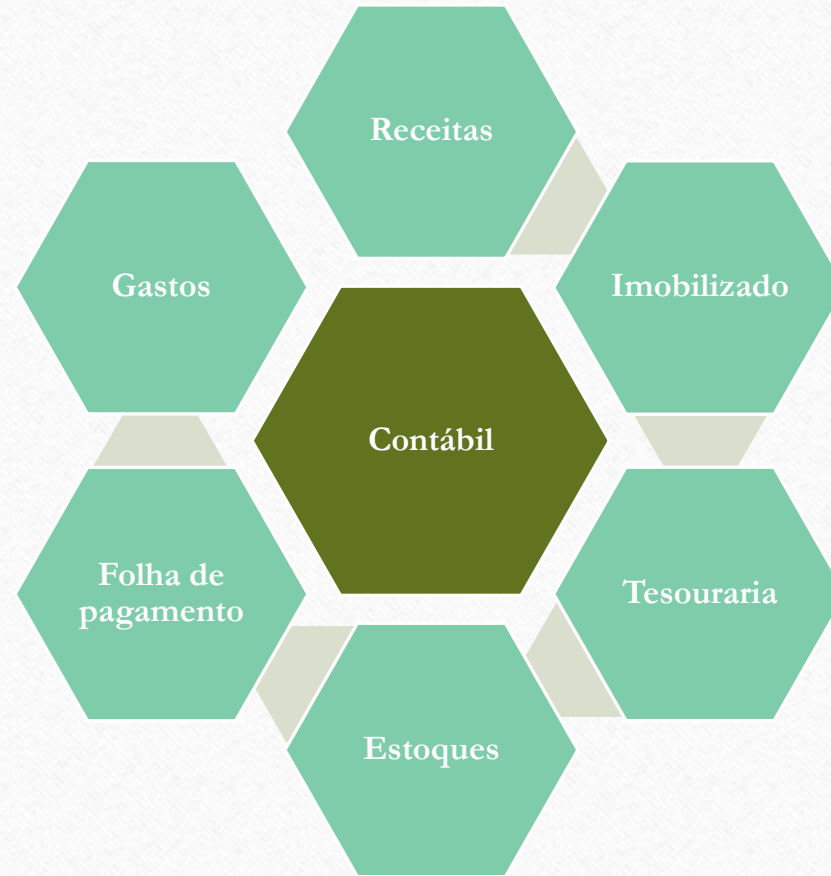 Receitas
Gastos
Imobilizado
Contábil
Folha de
pagamento
Tesouraria
Estoques